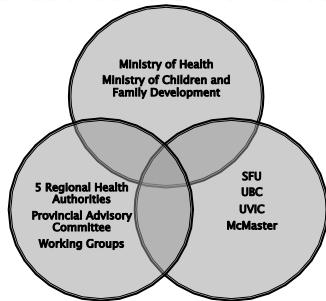 Ministry of Health
Ministry of Children and
Family Development
5 Regional Health
Authorities
Provincial Advisory
Committee
Working Groups
SFU
UBC
UVIC
McMaster